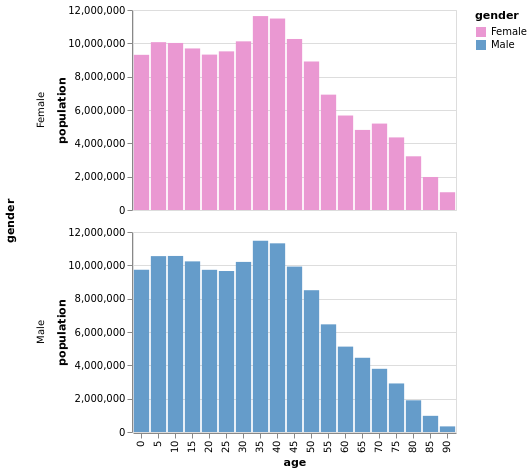 gender
Female
Male
12,000,000
10,000,000
8,000,000
6,000,000
4,000,000
2,000,000
0
population
Female
12,000,000
10,000,000
8,000,000
6,000,000
4,000,000
2,000,000
0
population
Male
gender
0 5 10 15 20 25 30 35 40 45 50 55 60 65 70 75 80 85 90
age